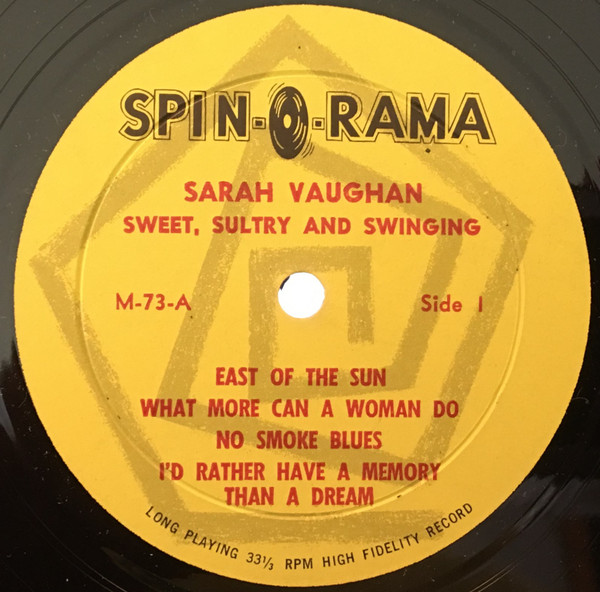 SPIN-O-RAMA
SARAH VAUGHAN
SWEET, SULTRY AND SWINGING
M-73-A
Side 1
EAST OF THE SUN
WHAT MORE CAN A WOMAN DO
NO SMOKE BLUES
I'D RATHER HAVE A MEMORY
THAN A DREAM
LONG PLAYING 33⅓ RPM HIGH FIDELITY RECORD